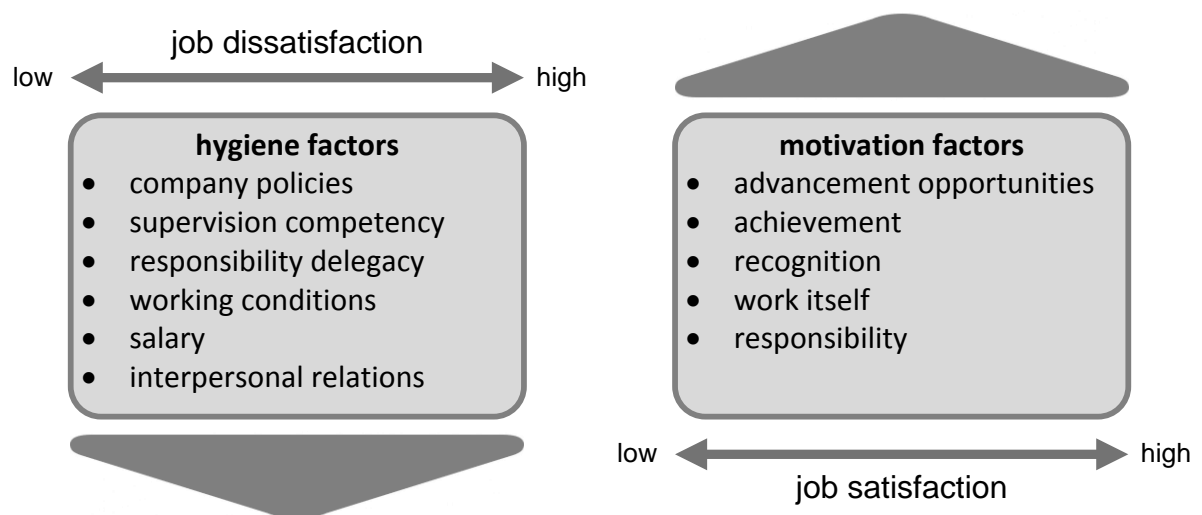 job dissatisfaction
low
high
hygiene factors
• company policies
• supervision competency
• responsibility delegacy
• working conditions
• salary
• interpersonal relations
motivation factors
• advancement opportunities
• achievement
• recognition
• work itself
• responsibility
low
high
job satisfaction